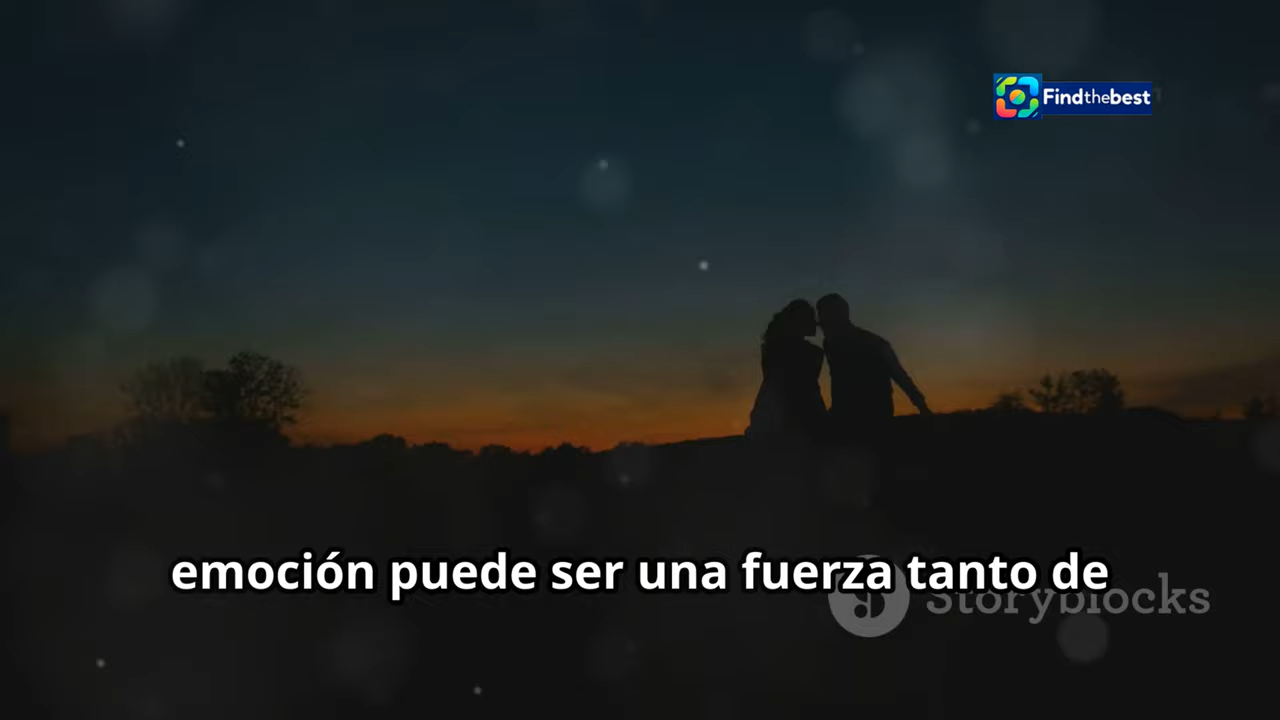 Findthebest
emoción puede ser una fuerza tanto de
Storyblocks